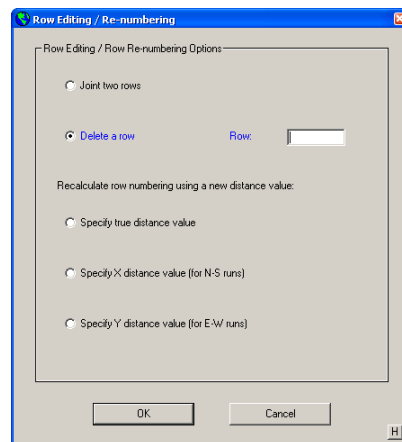 Row Editing / Re-numbering
Row Editing / Row Re-numbering Options
Joint two rows
Delete a row Row:
Recalculate row numbering using a new distance value:
Specify true distance value
Specify X distance value (for N-S runs)
Specify Y distance value (for E-W runs)
OK Cancel
H